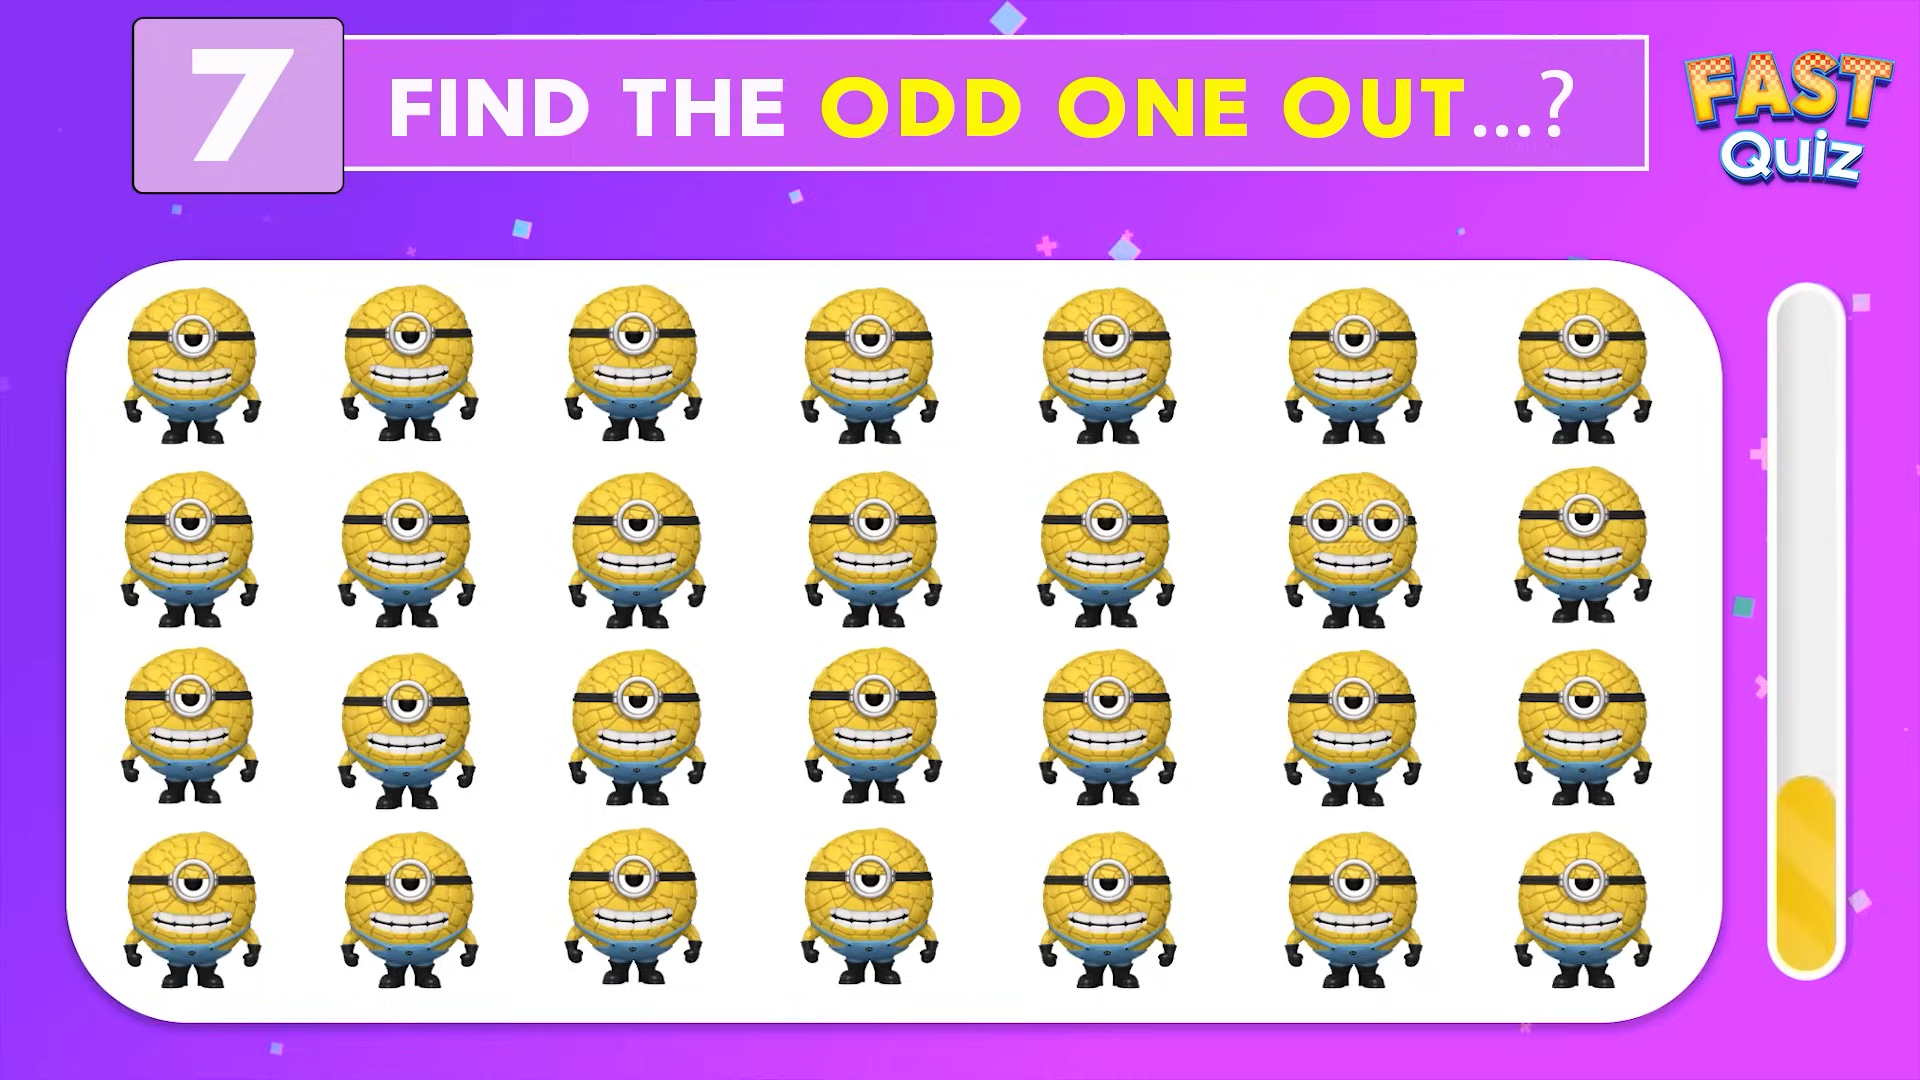 7
FIND THE ODD ONE OUT...?
FAST
Quiz